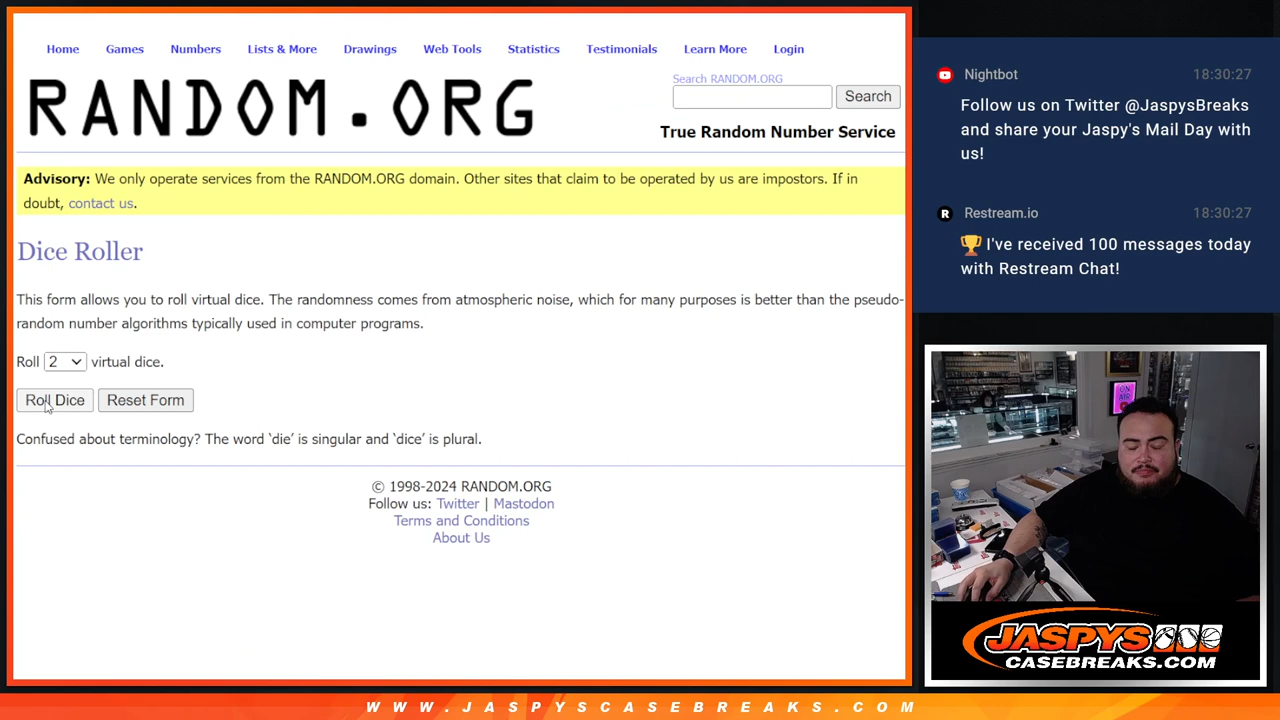 Home Games Numbers Lists & More Drawings Web Tools Statistics Testimonials Learn More Login
RANDOM.ORG
Search RANDOM.ORG
Search
True Random Number Service
Advisory: We only operate services from the RANDOM.ORG domain. Other sites that claim to be operated by us are impostors. If in
doubt, contact us.
Dice Roller
This form allows you to roll virtual dice. The randomness comes from atmospheric noise, which for many purposes is better than the pseudo-
random number algorithms typically used in computer programs.
Roll 2 virtual dice.
Roll Dice Reset Form
Confused about terminology? The word ‘die’ is singular and ‘dice’ is plural.
© 1998-2024 RANDOM.ORG
Follow us: Twitter | Mastodon
Terms and Conditions
About Us
Nightbot 18:30:27
Follow us on Twitter @JaspysBreaks
and share your Jaspy's Mail Day with
us!
R Restream.io 18:30:27
🏆 I've received 100 messages today
with Restream Chat!
ON
AIR
JASPYS
CASEBREAKS.COM
WWW.JASPYSCASEBREAKS.COM